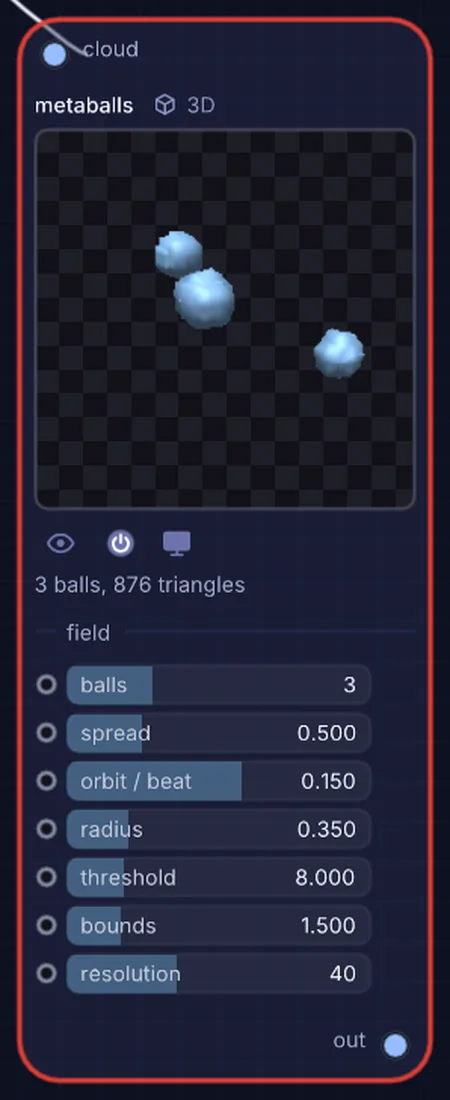 cloud
metaballs 3D
3 balls, 876 triangles
field
balls 3
spread 0.500
orbit / beat 0.150
radius 0.350
threshold 8.000
bounds 1.500
resolution 40
out